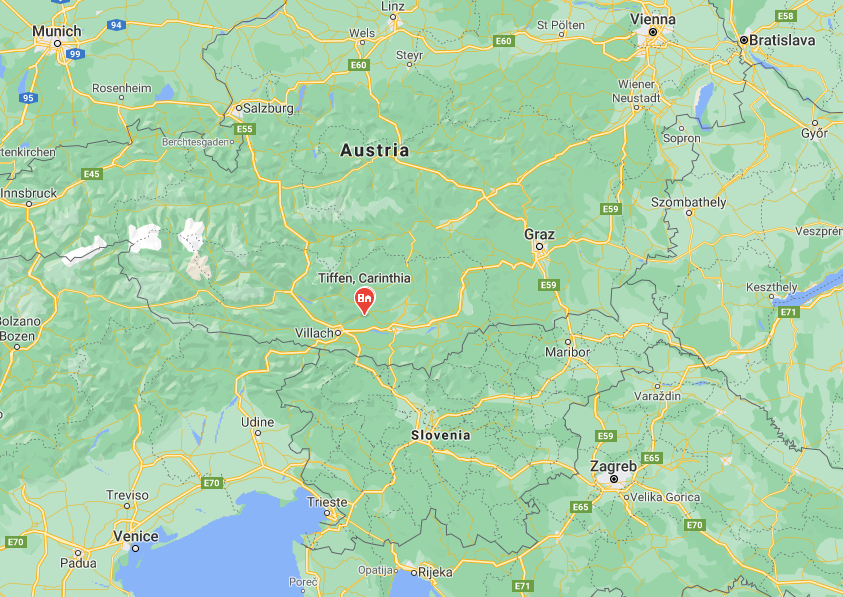 Linz
Munich
94
Wels
E60
St Pölten
Vienna
E58
Bratislava
99
Steyr
E60
95
Rosenheim
Salzburg
Wiener
Neustadt
E55
Berchtesgaden
Sopron
Győr
tenkirchen
Austria
E45
Innsbruck
E59
Szombathely
Graz
Veszprém
Tiffen, Carinthia
E59
Keszthely
E71
Bolzano
Bozen
Villach
Maribor
Varaždin
Udine
Slovenia
E59
E65
E70
Zagreb
Treviso
Trieste
E65
Velika Gorica
E70
Venice
E70
Padua
Poreč
Opatija
Rijeka
E71